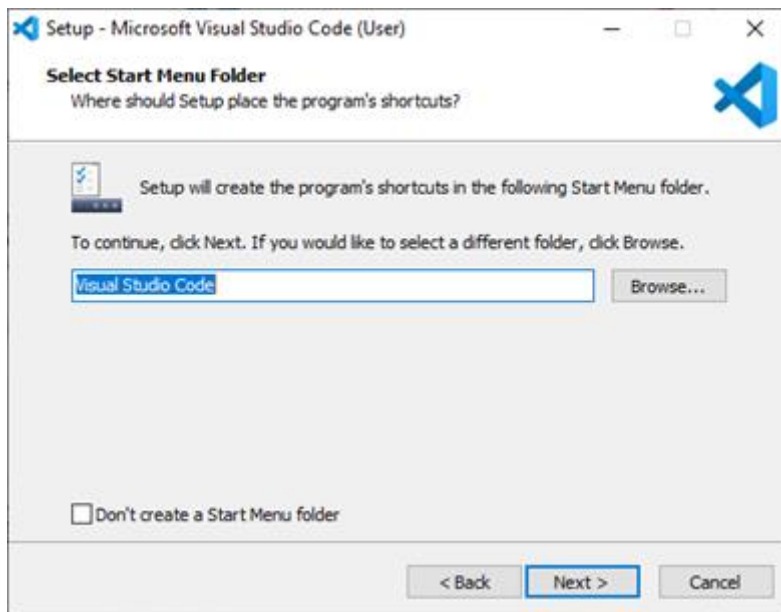 Setup - Microsoft Visual Studio Code (User)
Select Start Menu Folder
Where should Setup place the program's shortcuts?
Setup will create the program's shortcuts in the following Start Menu folder.
To continue, click Next. If you would like to select a different folder, click Browse.
Visual Studio Code
Browse...
Don't create a Start Menu folder
< Back
Next >
Cancel